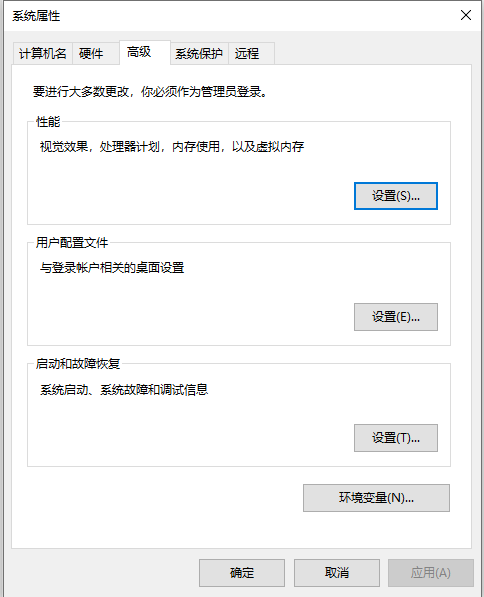 系统属性
计算机名 硬件 高级 系统保护 远程
要进行大多数更改，你必须作为管理员登录。
性能
视觉效果，处理器计划，内存使用，以及虚拟内存
设置(S)...
用户配置文件
与登录帐户相关的桌面设置
设置(E)...
启动和故障恢复
系统启动、系统故障和调试信息
设置(T)...
环境变量(N)...
确定 取消 应用(A)